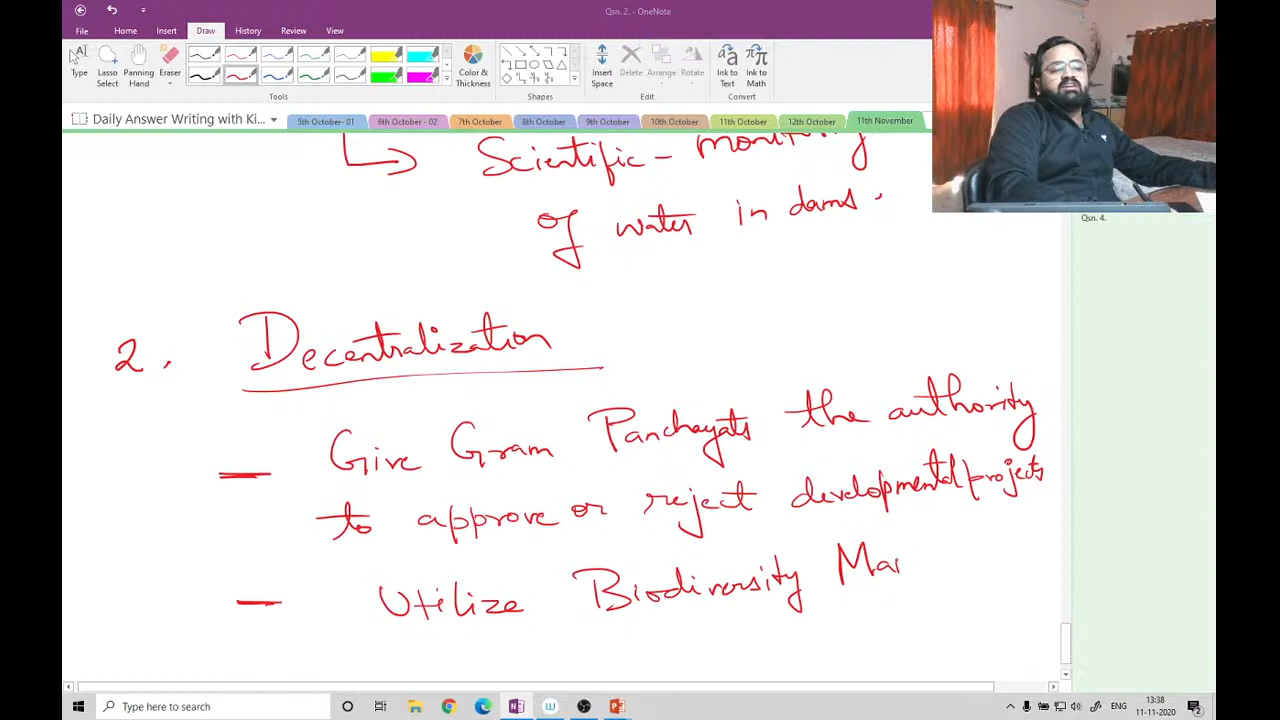 Qsn. 2. - OneNote
File Home Insert Draw History Review View
Type Lasso Select Panning Hand Eraser Color & Thickness Insert Space Delete Arrange Rotate Ink to Text Ink to Math
Tools Shapes Edit Convert
Daily Answer Writing with Ki... 5th October- 01 6th October - 02 7th October 8th October 9th October 10th October 11th October 12th October 11th November
Scientific - monitoring
of water in dams.
Qsn. 4.
2. Decentralization
— Give Gram Panchayats the authority
to approve or reject developmental projects
— Utilize Biodiversity Ma
Type here to search
ENG 13:38
11-11-2020
2